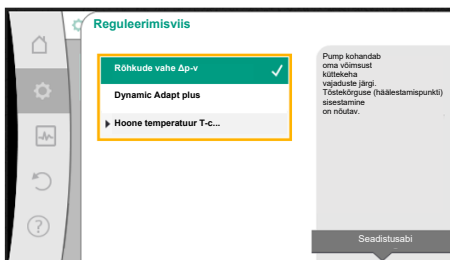 Reguleerimisviis
Rõhkude vahe Δp-v
Dynamic Adapt plus
Hoone temperatuur T-c...
Pump kohandab
oma võimsust
küttekeha
vajaduste järgi.
Tõstekõrguse (häälestamispunkti)
sisestamine
on nõutav.
Seadistusabi